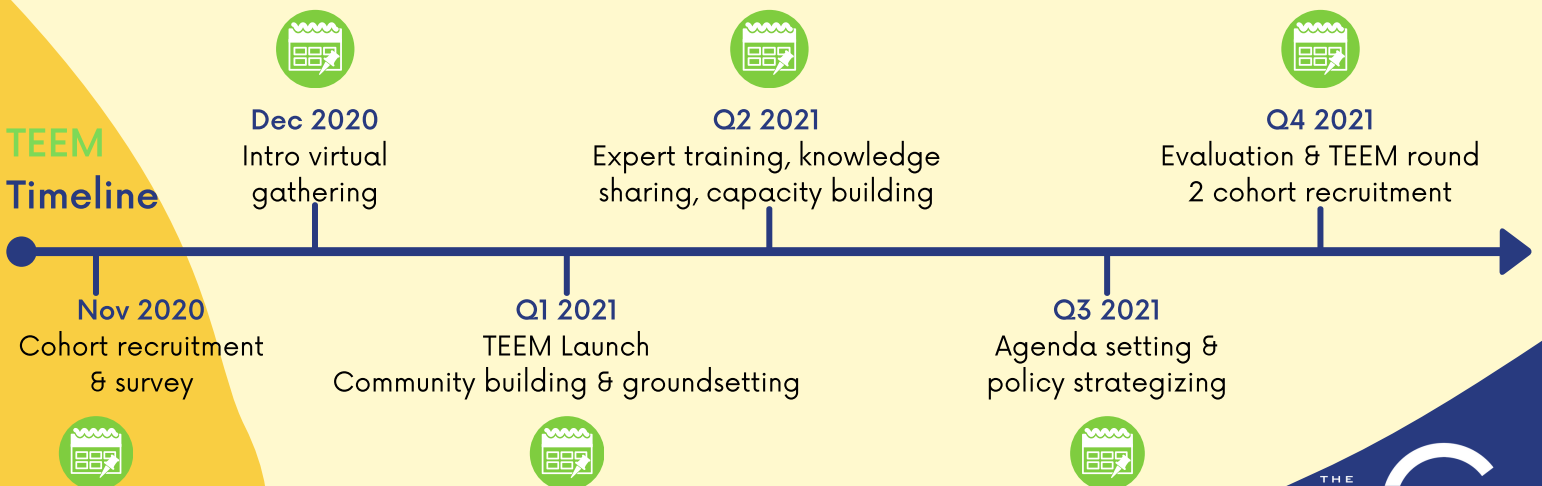 TEEM
Timeline
Nov 2020
Cohort recruitment
& survey
Dec 2020
Intro virtual
gathering
Q1 2021
TEEM Launch
Community building & groundsetting
Q2 2021
Expert training, knowledge
sharing, capacity building
Q3 2021
Agenda setting &
policy strategizing
Q4 2021
Evaluation & TEEM round
2 cohort recruitment
THE